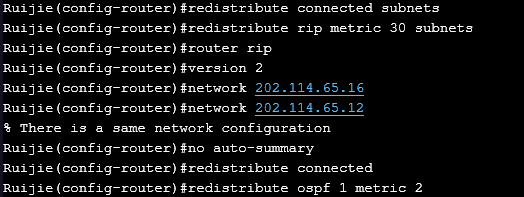 Ruijie(config-router)#redistribute connected subnets
Ruijie(config-router)#redistribute rip metric 30 subnets
Ruijie(config-router)#router rip
Ruijie(config-router)#version 2
Ruijie(config-router)#network 202.114.65.16
Ruijie(config-router)#network 202.114.65.12
% There is a same network configuration
Ruijie(config-router)#no auto-summary
Ruijie(config-router)#redistribute connected
Ruijie(config-router)#redistribute ospf 1 metric 2